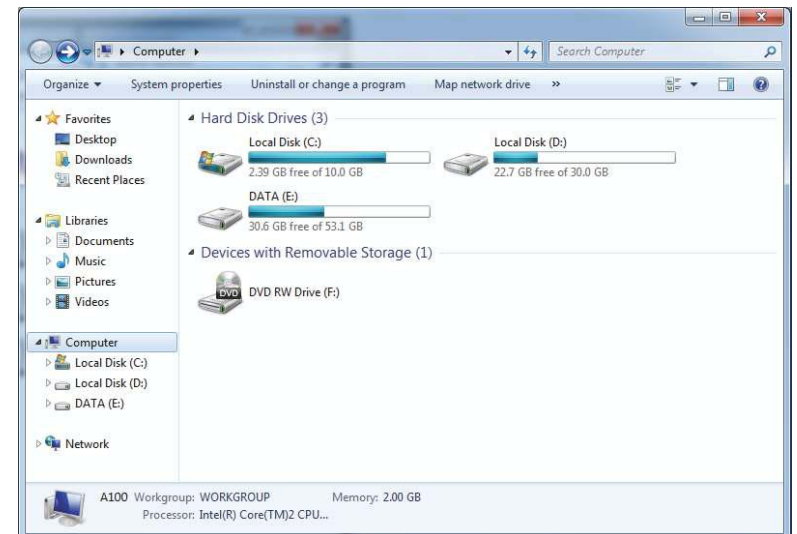 Computer
Search Computer
Organize System properties Uninstall or change a program Map network drive »
Favorites
Desktop
Downloads
Recent Places
Libraries
Documents
Music
Pictures
Videos
Computer
Local Disk (C:)
Local Disk (D:)
DATA (E:)
Network
Hard Disk Drives (3)
Local Disk (C:)
2.39 GB free of 10.0 GB
Local Disk (D:)
22.7 GB free of 30.0 GB
DATA (E:)
30.6 GB free of 53.1 GB
Devices with Removable Storage (1)
DVD
DVD RW Drive (F:)
A100 Workgroup: WORKGROUP Memory: 2.00 GB
Processor: Intel(R) Core(TM)2 CPU...